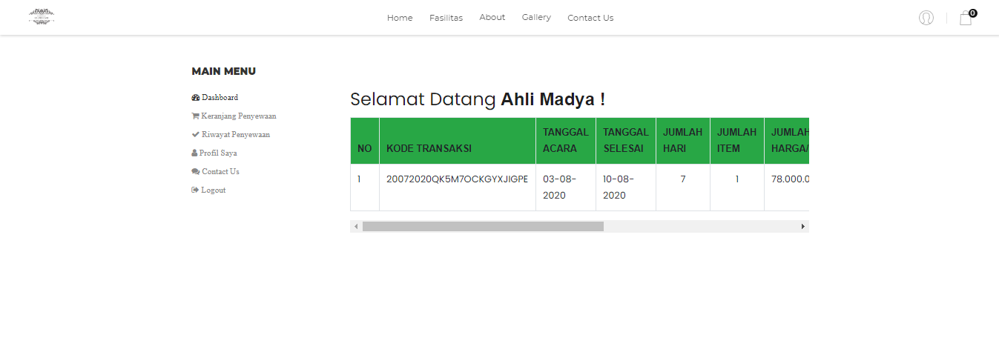 Home Fasilitas About Gallery Contact Us
0
MAIN MENU
Dashboard
Keranjang Penyewaan
Riwayat Penyewaan
Profil Saya
Contact Us
Logout
Selamat Datang Ahli Madya !
NO KODE TRANSAKSI TANGGAL ACARA TANGGAL SELESAI JUMLAH HARI JUMLAH ITEM JUMLAH HARGA/
1 20072020QK5M7OCKGYXJIGPE 03-08-2020 10-08-2020 7 1 78.000.0